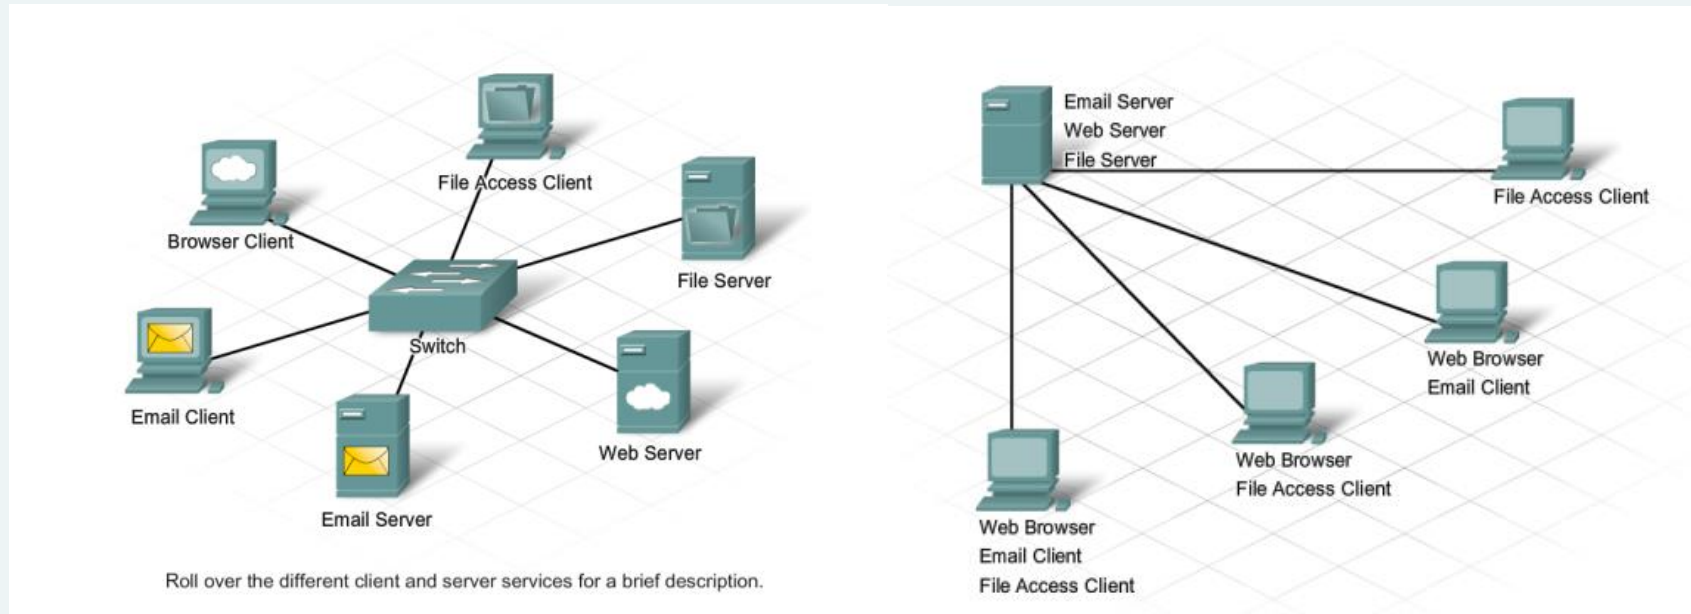 File Access Client
Browser Client
File Server
Switch
Email Client
Web Server
Email Server
Roll over the different client and server services for a brief description.
Email Server
Web Server
File Server
File Access Client
Web Browser
Email Client
Web Browser
File Access Client
Web Browser
Email Client
File Access Client